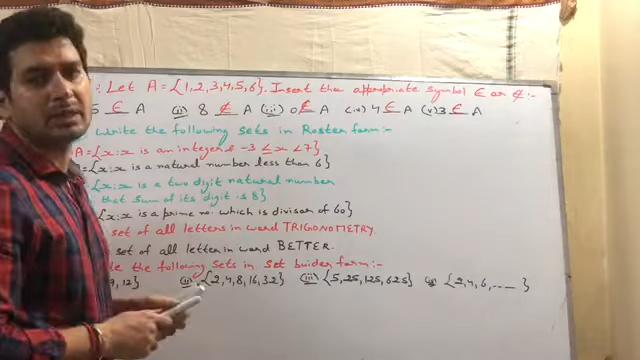 : Let A = {1,2,3,4,5,6}. Insert the appropriate symbol ∈ or ∉:-
5 ∈ A (ii) 8 ∉ A (iii) 0 ∉ A (iv) 4 ∈ A (v) 3 ∈ A
Write the following sets in Roster form:-
A = {x:x is an integer & -3 ≤ x < 7}
= {x:x is a natural number less than 6}
{x:x is a two digit natural number
that sum of its digit is 8}
{x:x is a prime no. which is divisor of 60}
set of all letters in word TRIGONOMETRY.
set of all letter in word BETTER.
the following sets in set buider form:-
9, 12} (ii) {2,4,8,16,32} (iii) {5,25,125,625} {2,4,6,.....}